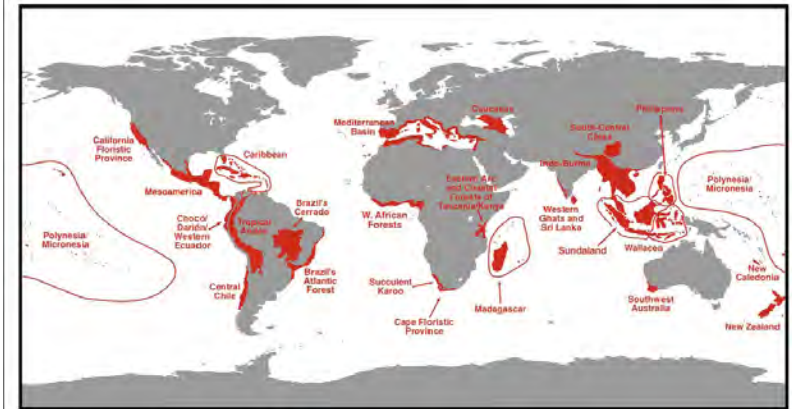 California
Floristic
Province
Mesoamerica
Caribbean
Polynesia/
Micronesia
Choco/
Darién/
Western
Ecuador
Tropical
Andes
Brazil's
Cerrado
Central
Chile
Brazil's
Atlantic
Forest
Mediterranean
Basin
Caucasus
W. African
Forests
Eastern Arc
and Coastal
Forests of
Tanzania/Kenya
Succulent
Karoo
Cape Floristic
Province
Madagascar
South-Central
China
Philippines
Indo-Burma
Western
Ghats and
Sri Lanka
Sundaland
Wallacea
Polynesia/
Micronesia
Southwest
Australia
New
Caledonia
New Zealand